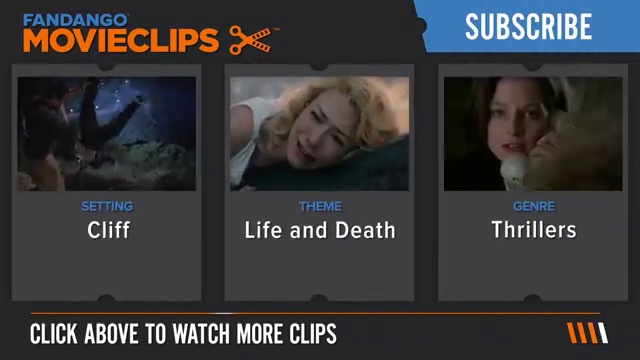 FANDANGO
MOVIECLIPS
SUBSCRIBE
SETTING
Cliff
THEME
Life and Death
GENRE
Thrillers
CLICK ABOVE TO WATCH MORE CLIPS